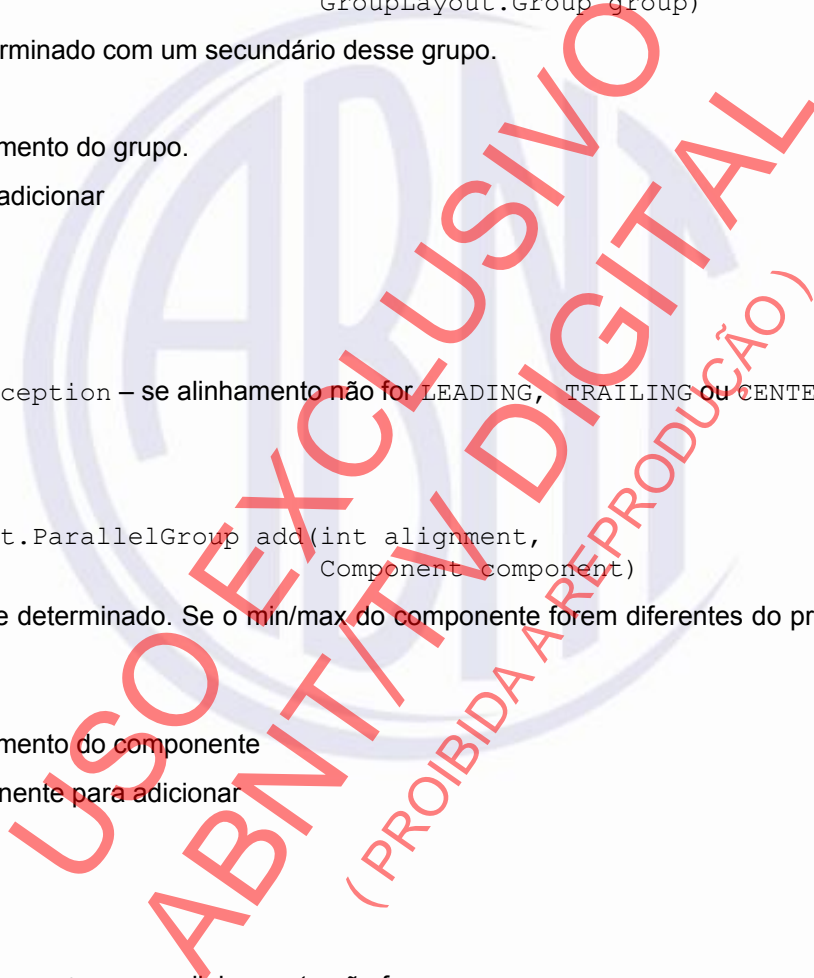 GroupLayout.Group group)
erminado com um secundário desse grupo.
mento do grupo.
adicionar
ception – se alinhamento não for LEADING, TRAILING ou CENTE
t.ParallelGroup add(int alignment,
Component component)
e determinado. Se o min/max do componente forem diferentes do pr
mento do componente
nente para adicionar
ABNT
USO EXCLUSIVO
ABNT/TV DIGITAL
( PROIBIDA A REPRODUÇÃO )